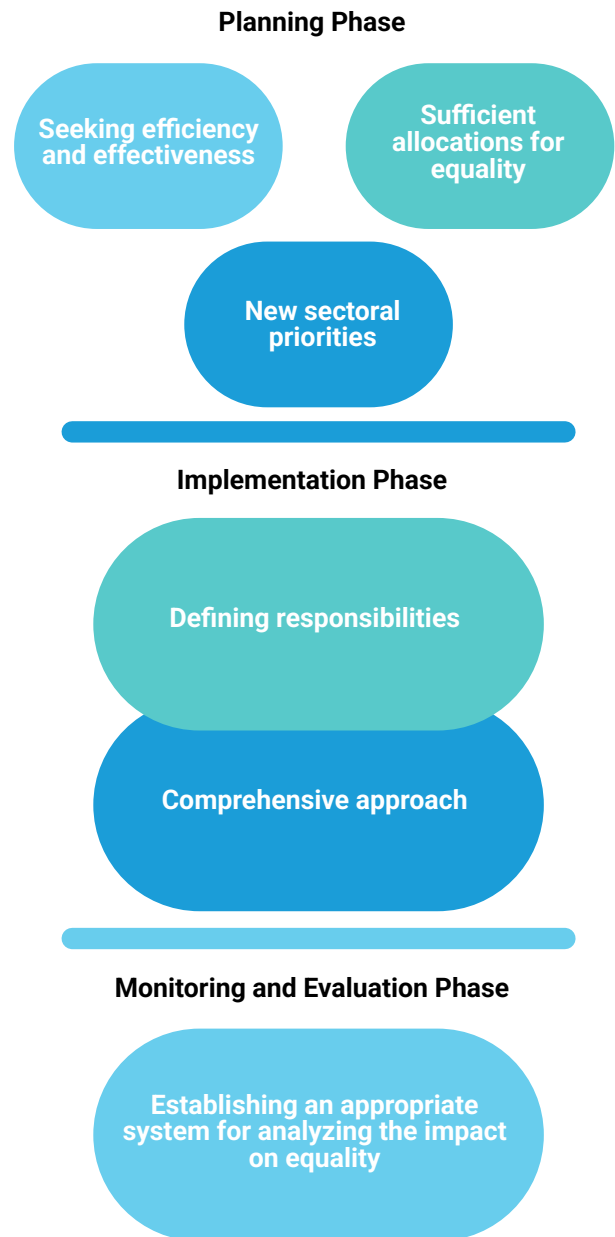 Planning Phase
Seeking efficiency
and effectiveness
Sufficient
allocations for
equality
New sectoral
priorities
Implementation Phase
Defining responsibilities
Comprehensive approach
Monitoring and Evaluation Phase
Establishing an appropriate
system for analyzing the impact
on equality